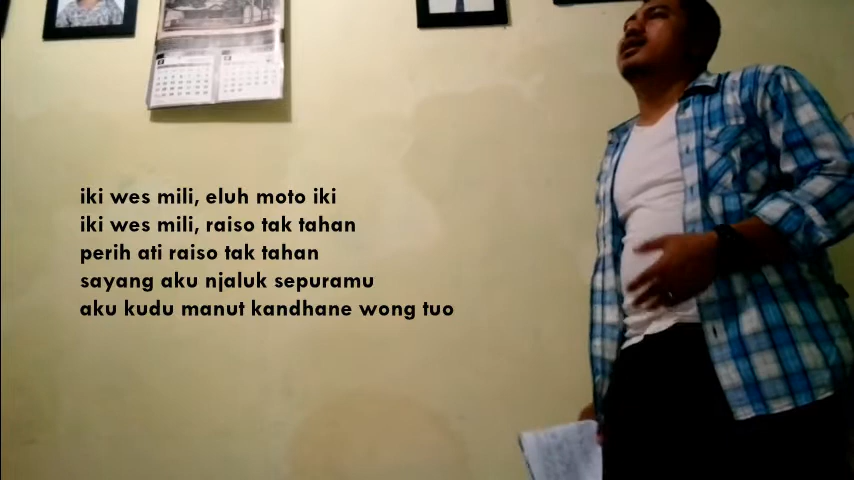 iki wes mili, eluh moto iki
iki wes mili, raiso tak tahan
perih ati raiso tak tahan
sayang aku njaluk sepuramu
aku kudu manut kandhane wong tuo